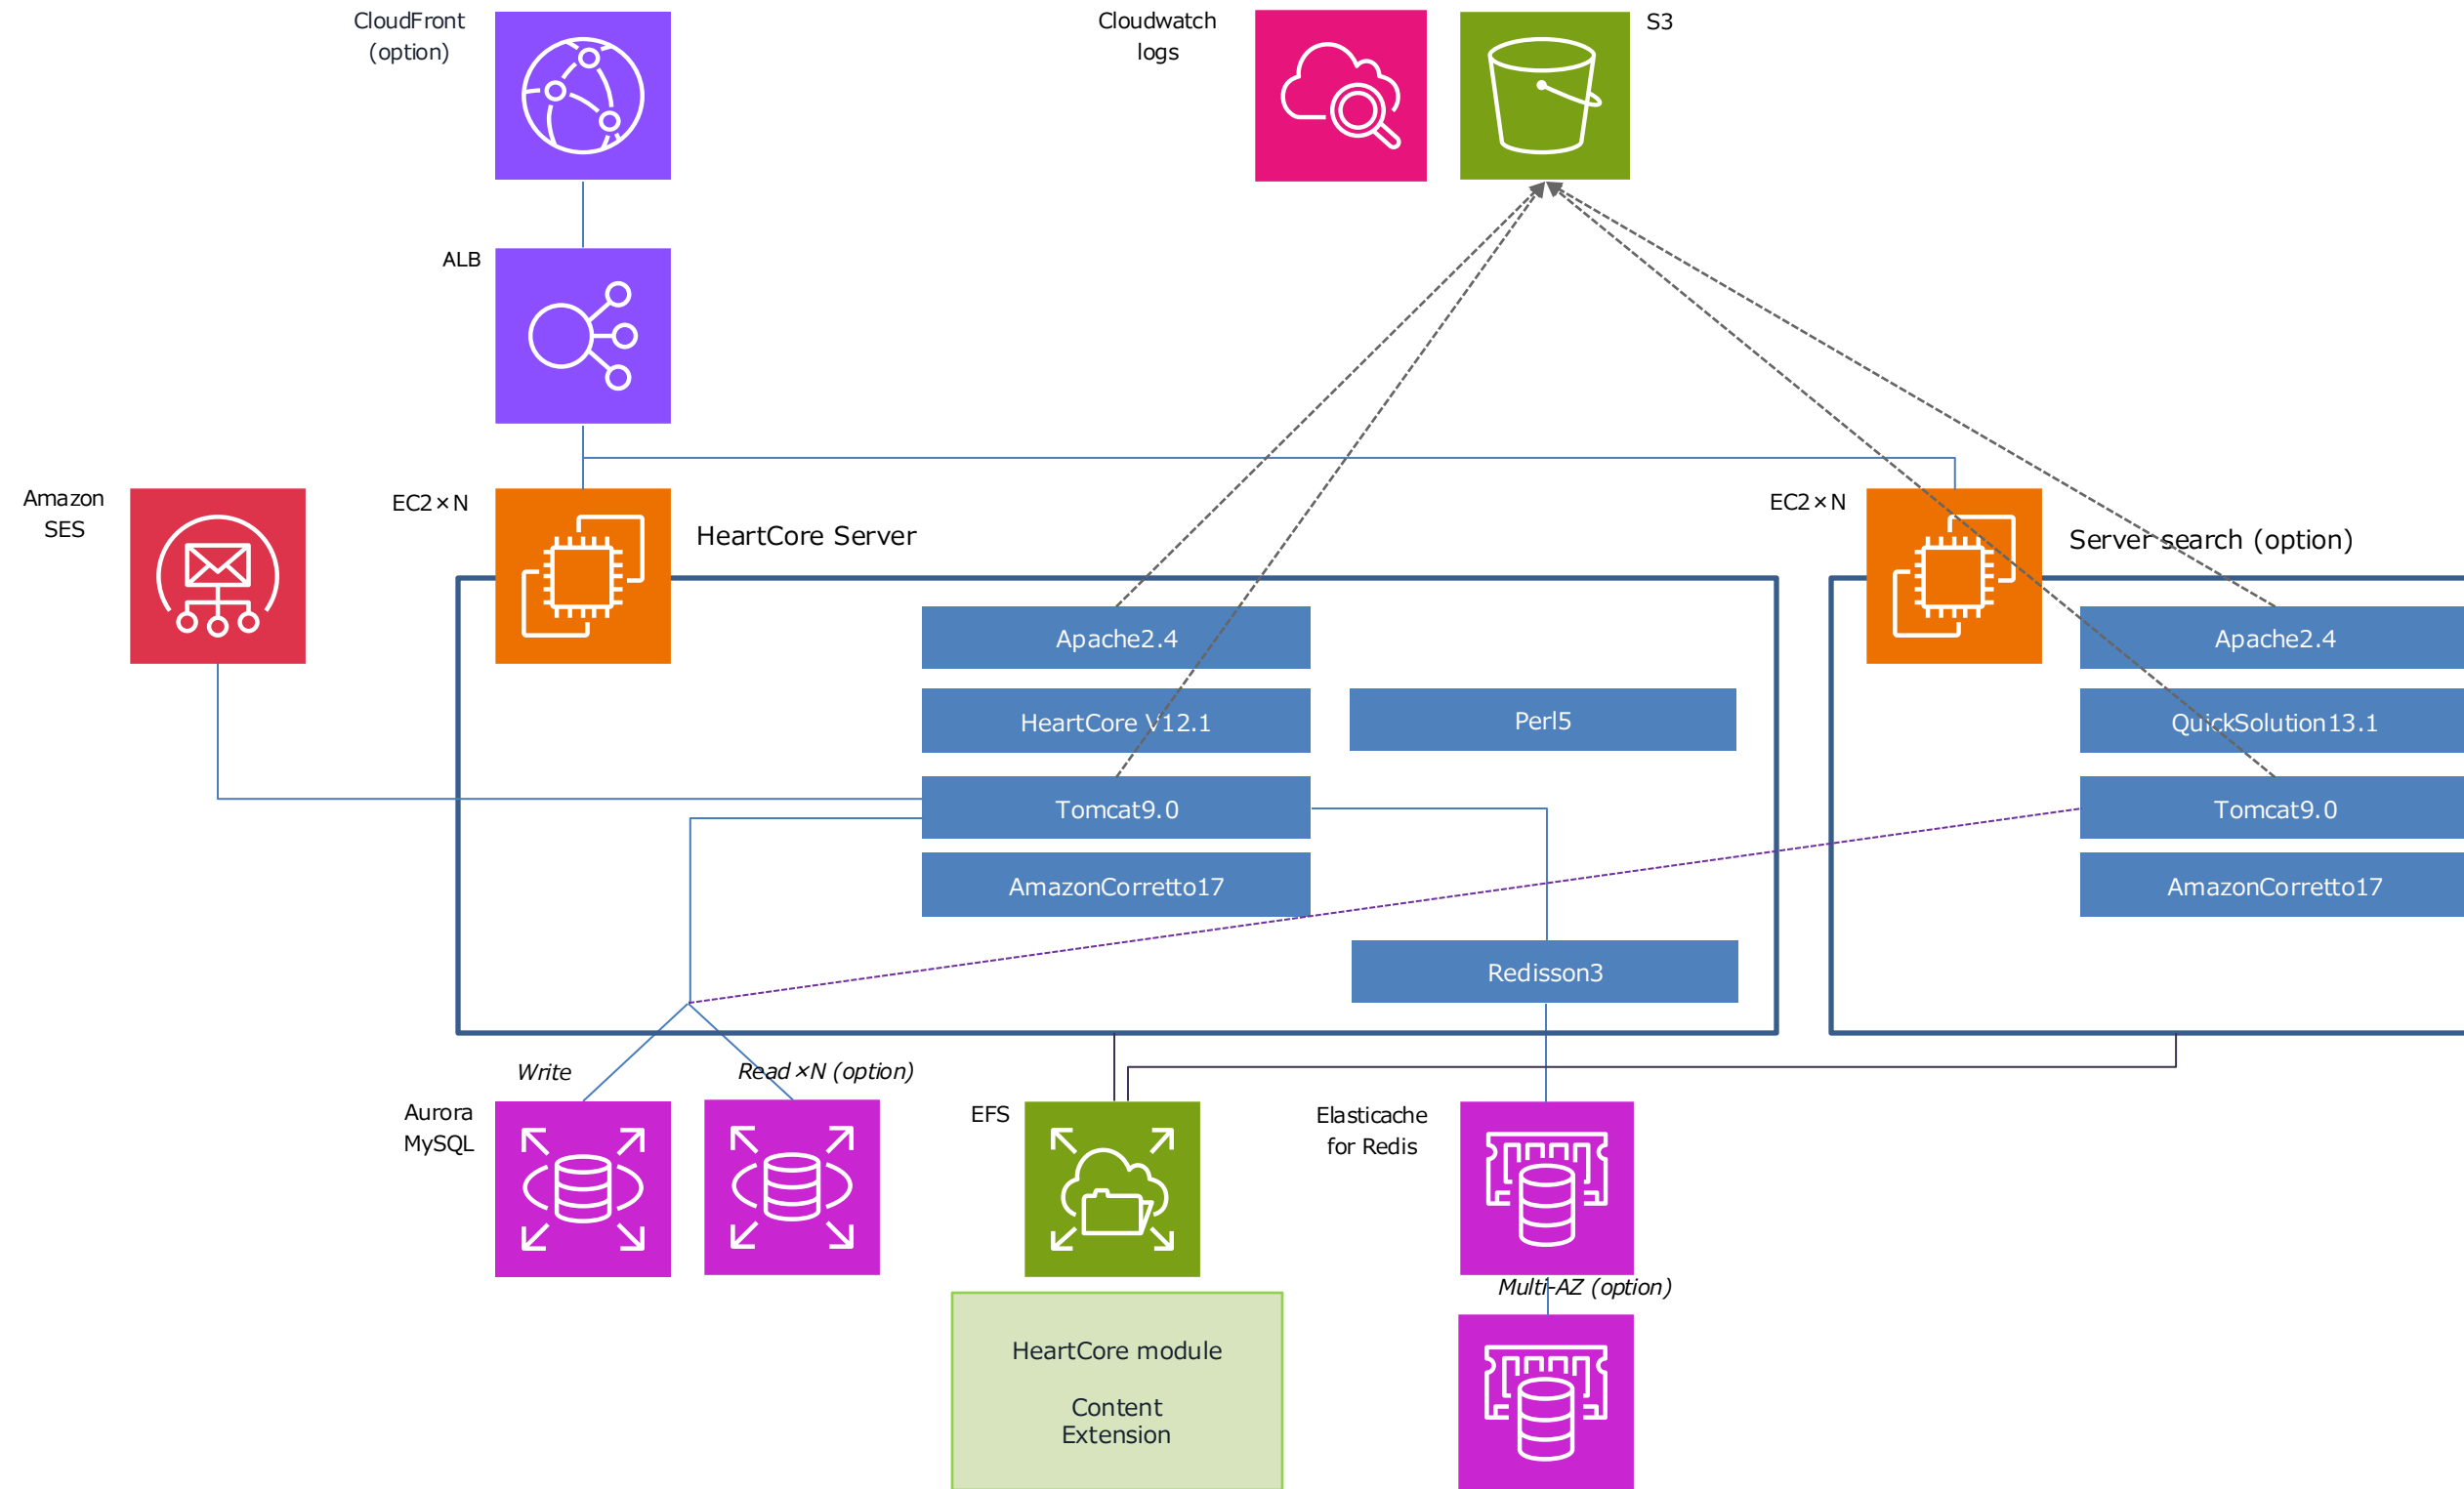 CloudFront
(option)
Cloudwatch
logs
S3
ALB
Amazon
SES
EC2×N
HeartCore Server
EC2×N
Server search (option)
Apache2.4
HeartCore V12.1
Perl5
Tomcat9.0
AmazonCorretto17
Redisson3
Apache2.4
QuickSolution13.1
Tomcat9.0
AmazonCorretto17
Write
Read×N (option)
Aurora
MySQL
EFS
Elasticache
for Redis
Multi-AZ (option)
HeartCore module
Content
Extension